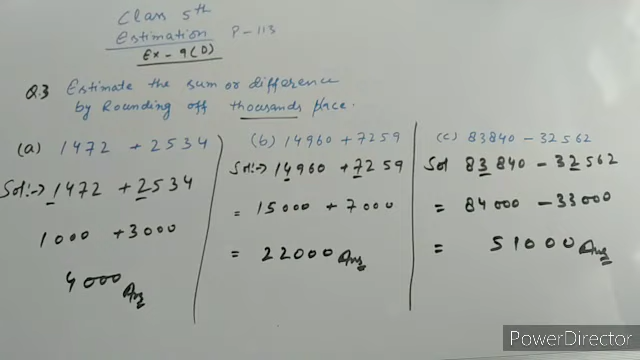 Class 5th
Estimation P-113
Ex-9(D)
Q.3 Estimate the sum or difference
by Rounding off thousands place.
(a) 1472 + 2534
Sol:-> 1472 + 2534
1000 + 3000
4000 Ans
(b) 14960 + 7259
Sol:-> 14960 + 7259
= 15000 + 7000
= 22000 Ans
(c) 83840 - 32562
Sol 83840 - 32562
= 84000 - 33000
= 51000 Ans
PowerDirector